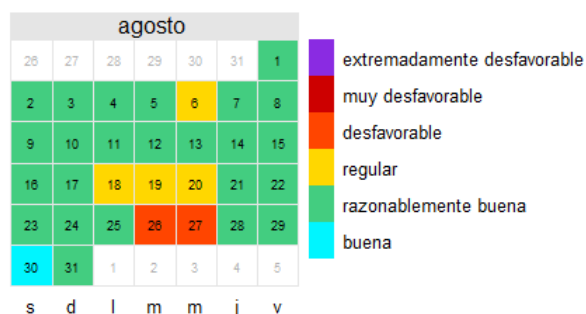 agosto
26 27 28 29 30 31 1
2 3 4 5 6 7 8
9 10 11 12 13 14 15
16 17 18 19 20 21 22
23 24 25 26 27 28 29
30 31 1 2 3 4 5
s d l m m j v
extremadamente desfavorable
muy desfavorable
desfavorable
regular
razonablemente buena
buena